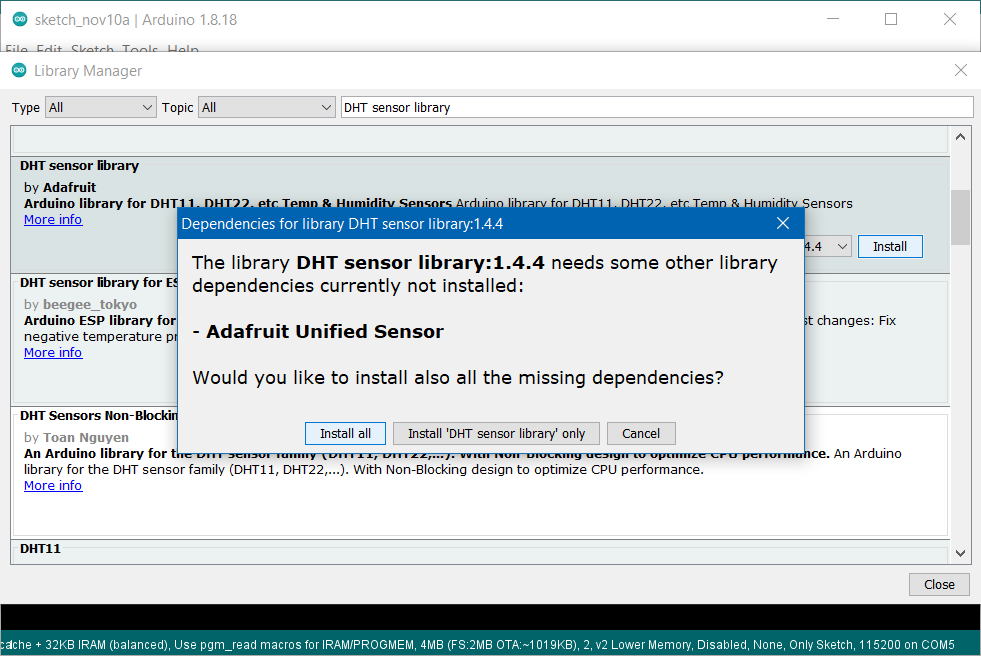 sketch_nov10a | Arduino 1.8.18
File Edit Sketch Tools Help
Library Manager
Type All Topic All DHT sensor library
DHT sensor library
by Adafruit
Arduino library for DHT11, DHT22, etc Temp & Humidity Sensors Arduino library for DHT11, DHT22, etc Temp & Humidity Sensors
More info
Dependencies for library DHT sensor library:1.4.4
4.4 Install
The library DHT sensor library:1.4.4 needs some other library
dependencies currently not installed:
- Adafruit Unified Sensor
Would you like to install also all the missing dependencies?
Install all Install 'DHT sensor library' only Cancel
DHT sensor library for ES
by beegee_tokyo
Arduino ESP library for st changes: Fix
negative temperature pr
More info
DHT Sensors Non-Blockin
by Toan Nguyen
An Arduino library for the DHT sensor family (DHT11, DHT22,...). With Non-Blocking design to optimize CPU performance. An Arduino
library for the DHT sensor family (DHT11, DHT22,...). With Non-Blocking design to optimize CPU performance.
More info
DHT11
Close
cache + 32KB IRAM (balanced), Use pgm_read macros for IRAM/PROGMEM, 4MB (FS:2MB OTA:~1019KB), 2, v2 Lower Memory, Disabled, None, Only Sketch, 115200 on COM5